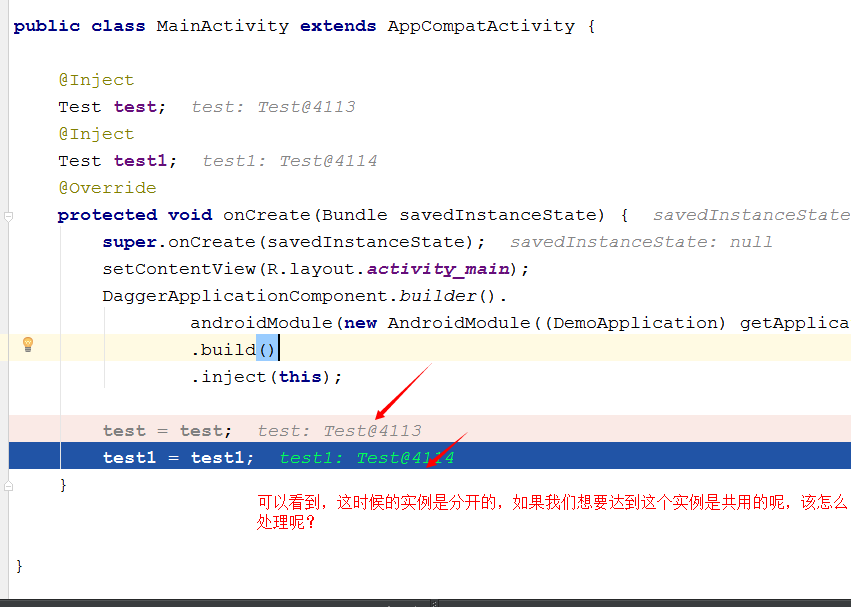 public class MainActivity extends AppCompatActivity {
@Inject
Test test;  test: Test@4113
@Inject
Test test1;  test1: Test@4114
@Override
protected void onCreate(Bundle savedInstanceState) {  savedInstanceState
super.onCreate(savedInstanceState);  savedInstanceState: null
setContentView(R.layout.activity_main);
DaggerApplicationComponent.builder().
androidModule(new AndroidModule((DemoApplication) getApplica
.build()
.inject(this);
test = test;  test: Test@4113
test1 = test1;  test1: Test@4114
}
可以看到，这时候的实例是分开的，如果我们想要达到这个实例是共用的呢，该怎么
处理呢？
}